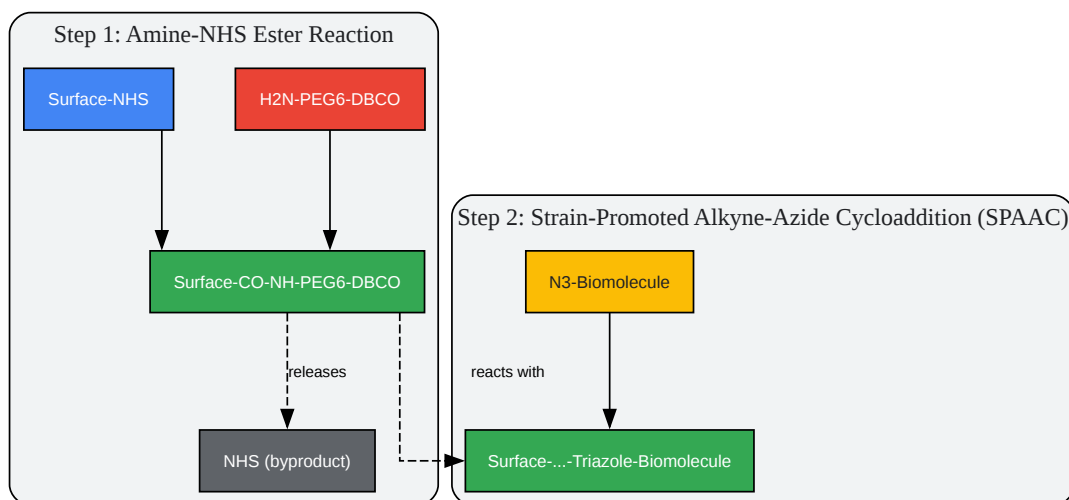 Step 1: Amine-NHS Ester Reaction
Surface-NHS
H2N-PEG6-DBCO
Surface-CO-NH-PEG6-DBCO
releases
NHS (byproduct)
Step 2: Strain-Promoted Alkyne-Azide Cycloaddition (SPAAC)
N3-Biomolecule
reacts with
Surface-...-Triazole-Biomolecule